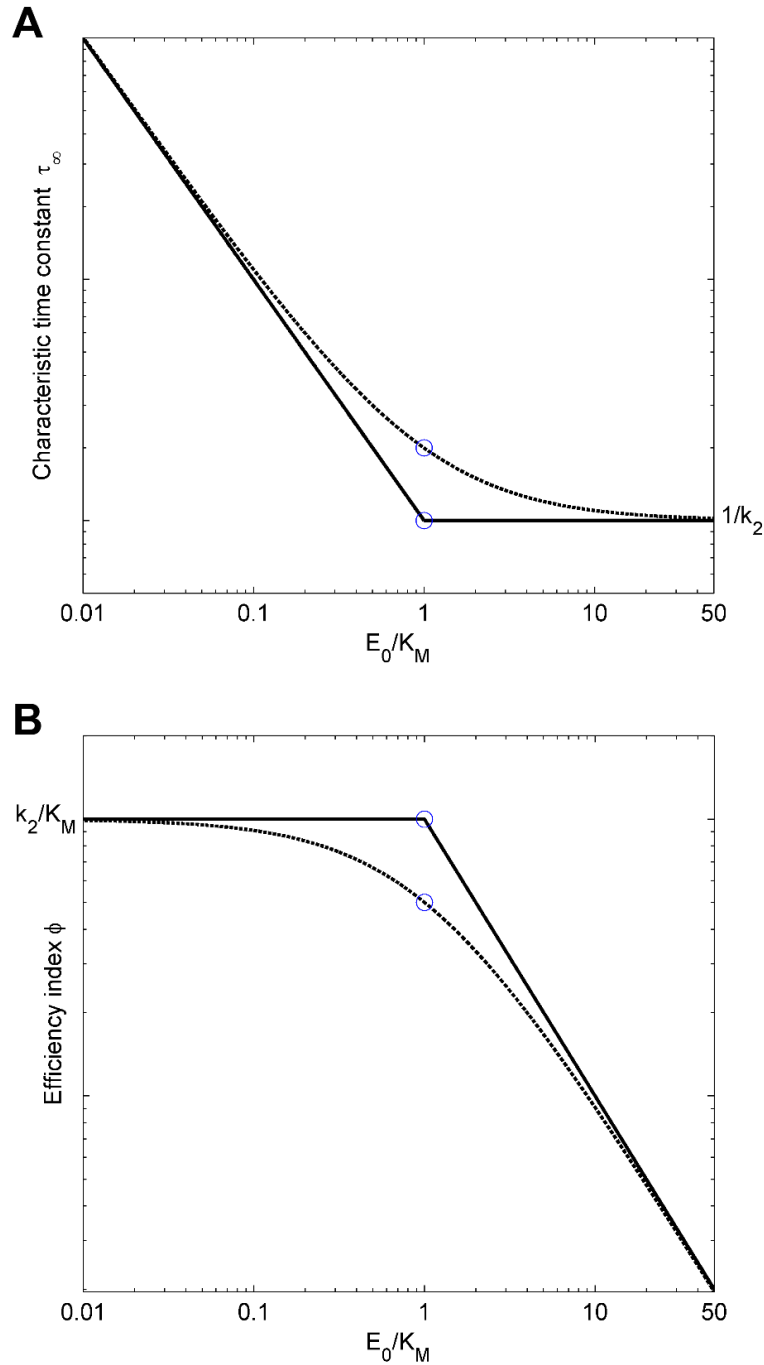 A
Characteristic time constant τ∞
1/k2
0.01 0.1 1 10 50
E0/KM
B
k2/KM
Efficiency index ϕ
0.01 0.1 1 10 50
E0/KM